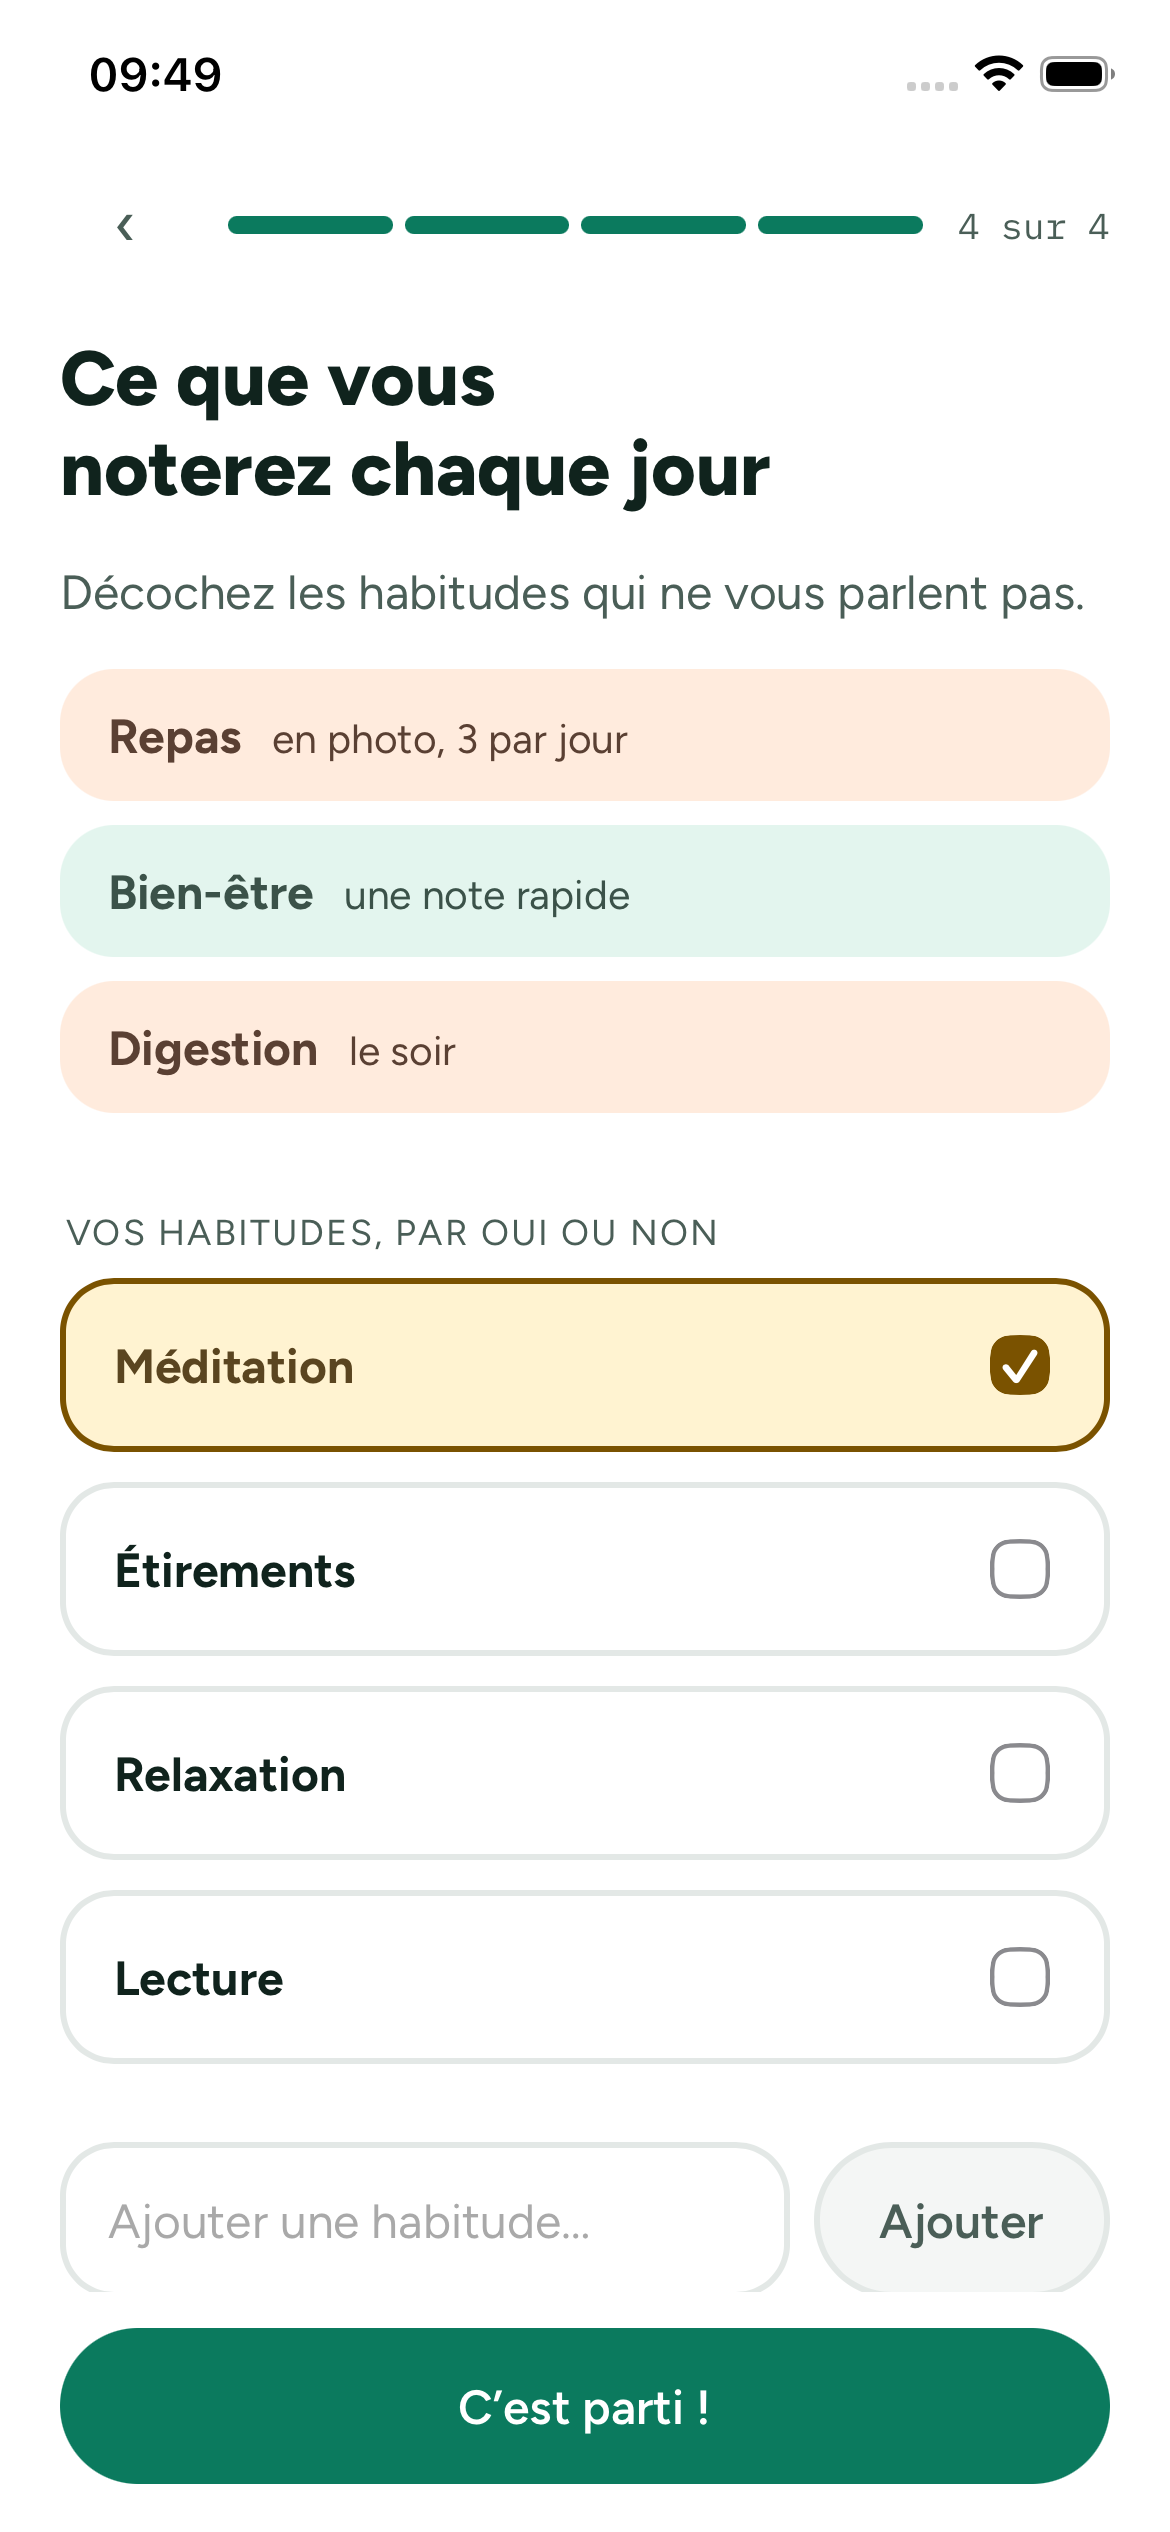 09:49
4 sur 4
Ce que vous
noterez chaque jour
Décochez les habitudes qui ne vous parlent pas.
Repas en photo, 3 par jour
Bien-être une note rapide
Digestion le soir
VOS HABITUDES, PAR OUI OU NON
Méditation
Étirements
Relaxation
Lecture
Ajouter une habitude...
Ajouter
C’est parti !